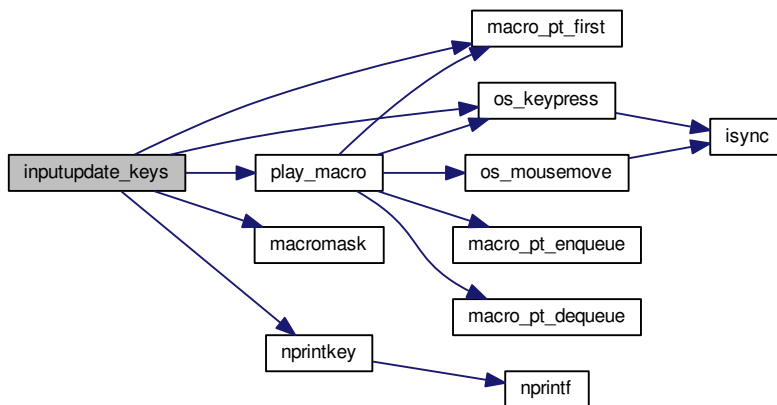 macro_pt_first
os_keypress
isync
inputupdate_keys
play_macro
os_mousemove
macromask
macro_pt_enqueue
macro_pt_dequeue
nprintkey
nprintf